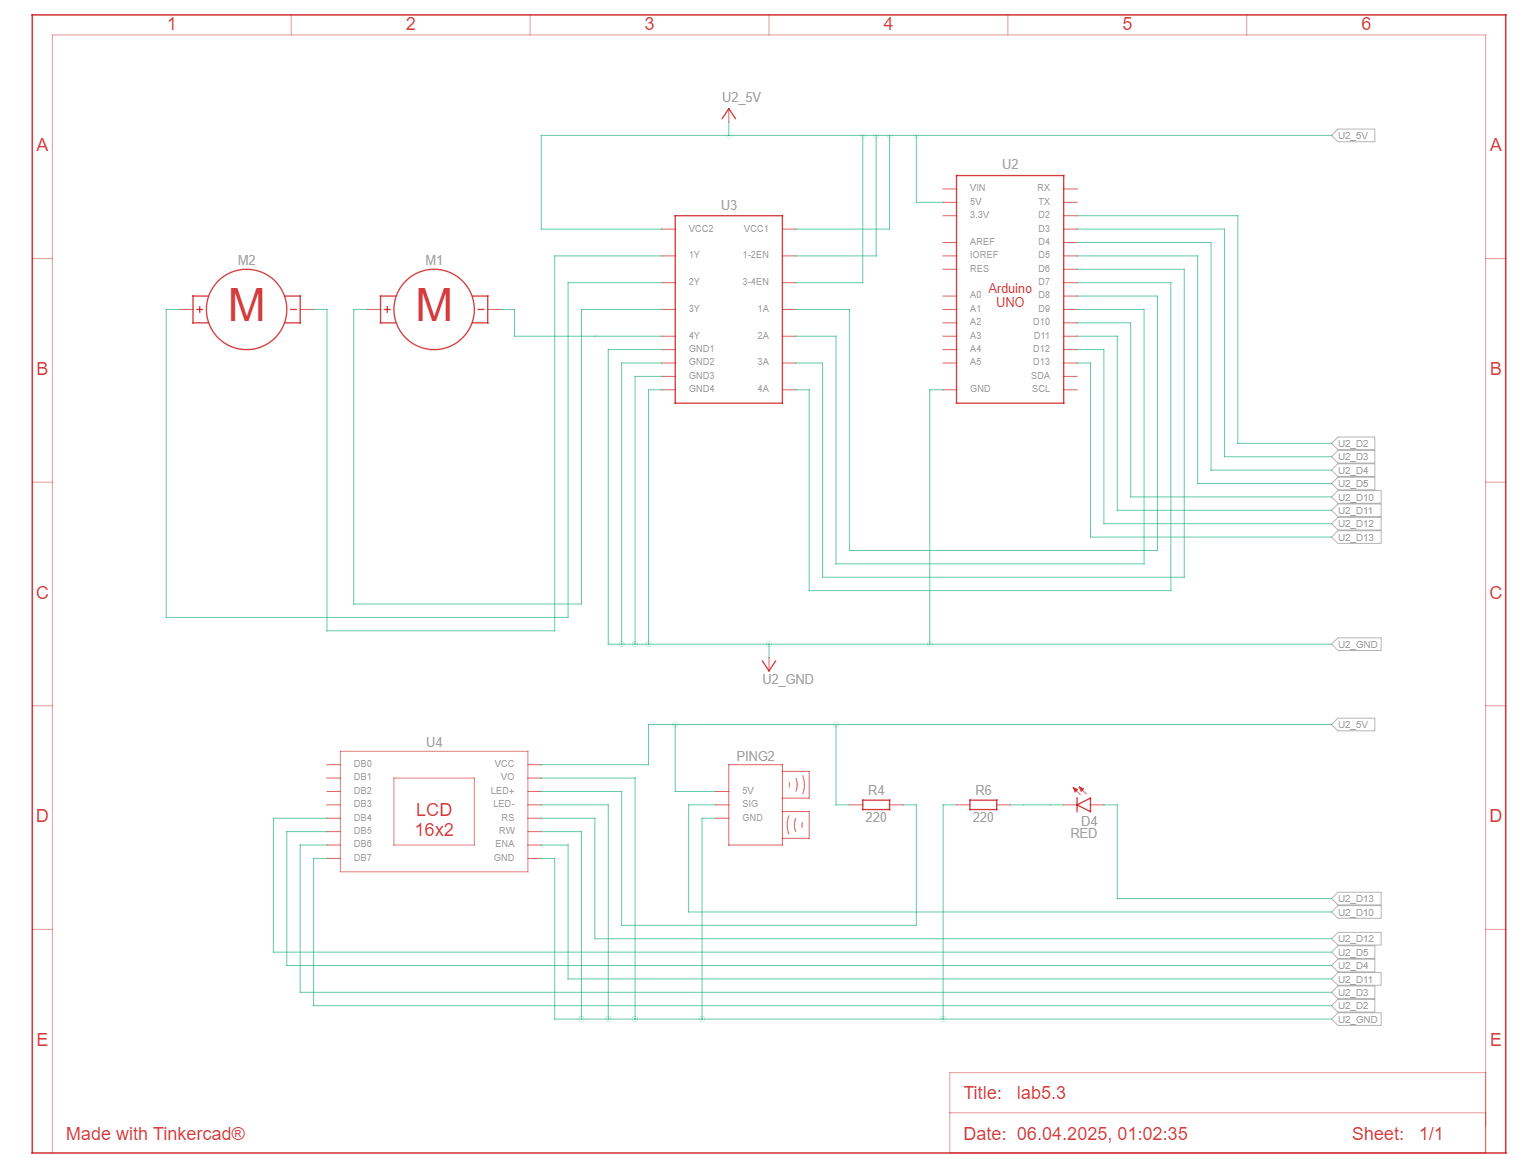 1 2 3 4 5 6
U2_5V
A A
U2_5V
U2
VIN RX
5V TX
3.3V D2
D3
AREF D4
IOREF D5
RES D6
D7
A0 D8
A1 D9
A2 D10
A3 D11
A4 D12
A5 D13
SDA
GND SCL
Arduino
UNO
U3
VCC2 VCC1
1Y 1-2EN
2Y 3-4EN
3Y 1A
4Y 2A
GND1
GND2 3A
GND3
GND4 4A
M2
+ M −
M1
+ M −
B B
U2_D2
U2_D3
U2_D4
U2_D5
U2_D10
U2_D11
U2_D12
U2_D13
C C
U2_GND
U2_GND
U2_5V
U4
DB0 VCC
DB1 VO
DB2 LED+
DB3 LED-
DB4 RS
DB5 RW
DB6 ENA
DB7 GND
LCD
16x2
PING2
5V
SIG
GND
R4
220
R6
220
D4
RED
D D
U2_D13
U2_D10
U2_D12
U2_D5
U2_D4
U2_D11
U2_D3
U2_D2
U2_GND
E E
Title: lab5.3
Date: 06.04.2025, 01:02:35 Sheet: 1/1
Made with Tinkercad®